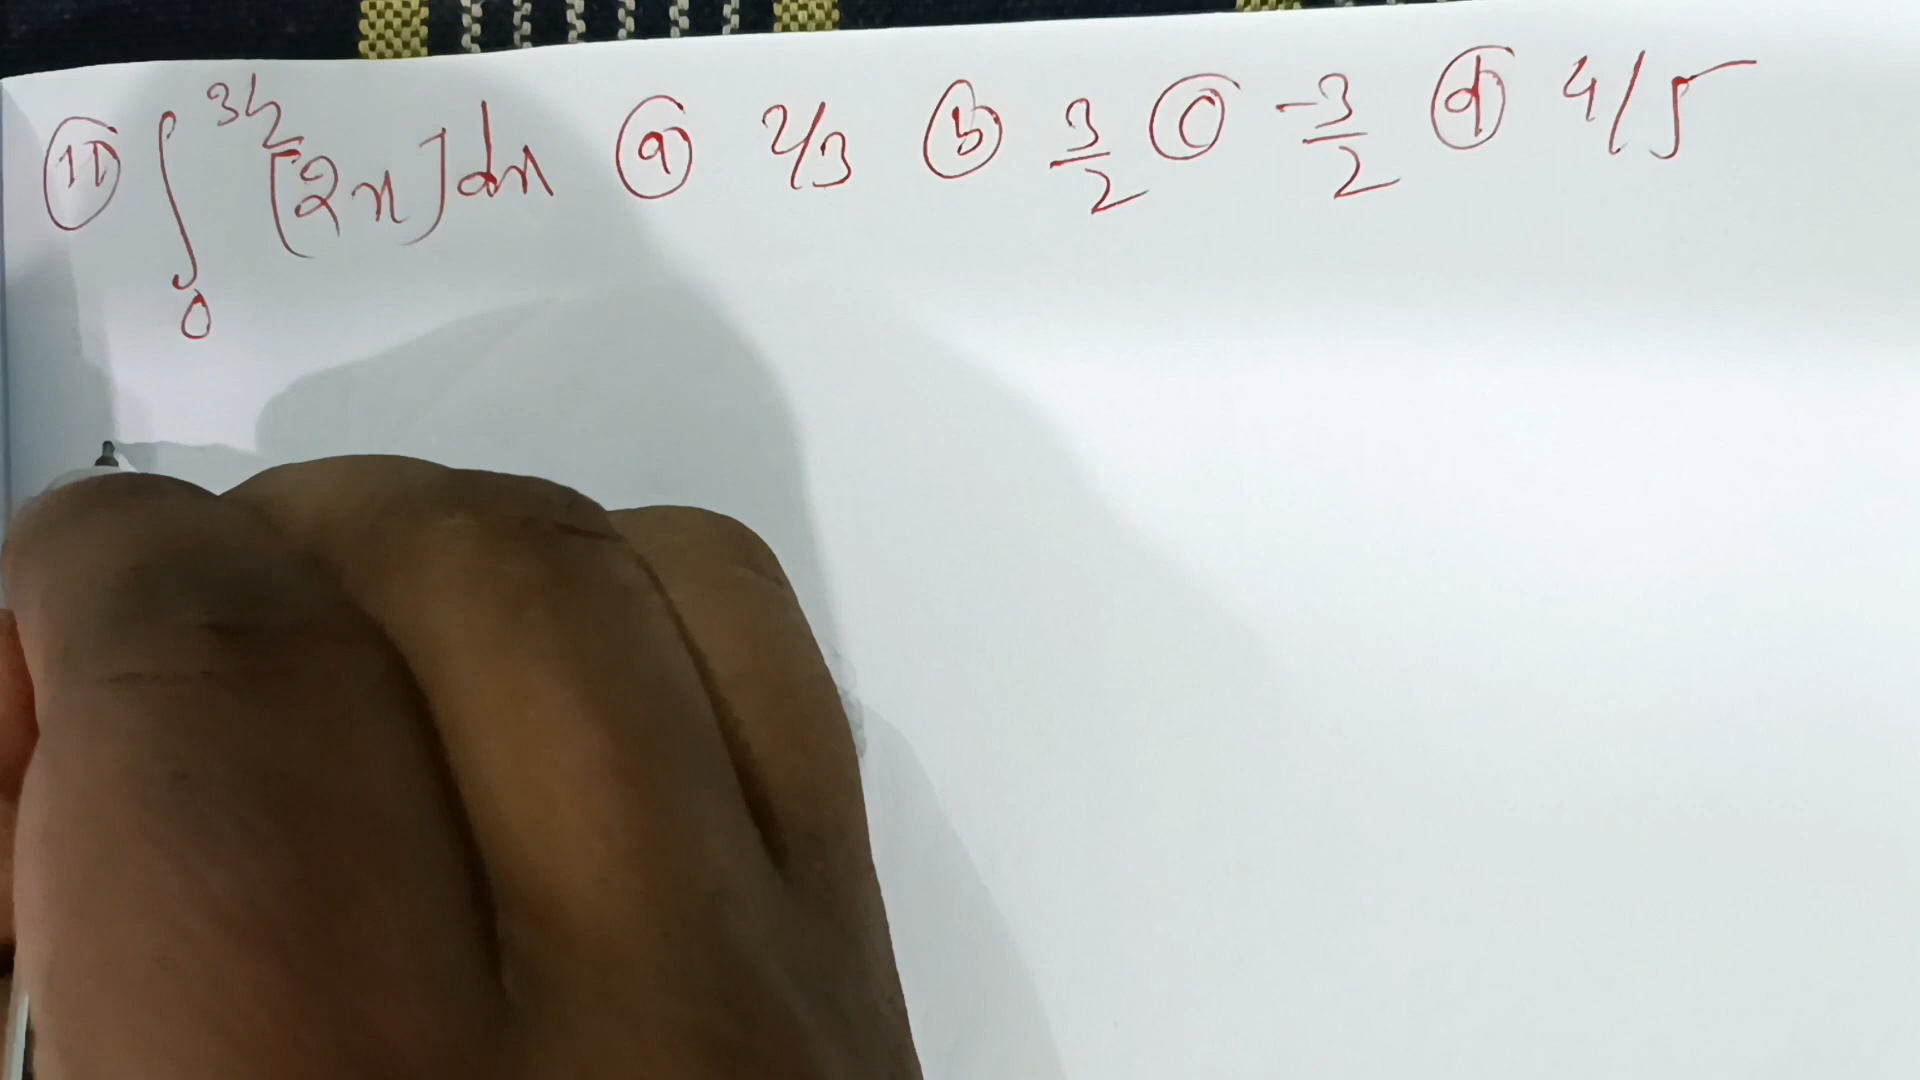 11 ∫₀^3/2 [2x] dx ⓐ 2/3 ⓑ 3/2 ⓒ -3/2 ⓓ 4/5